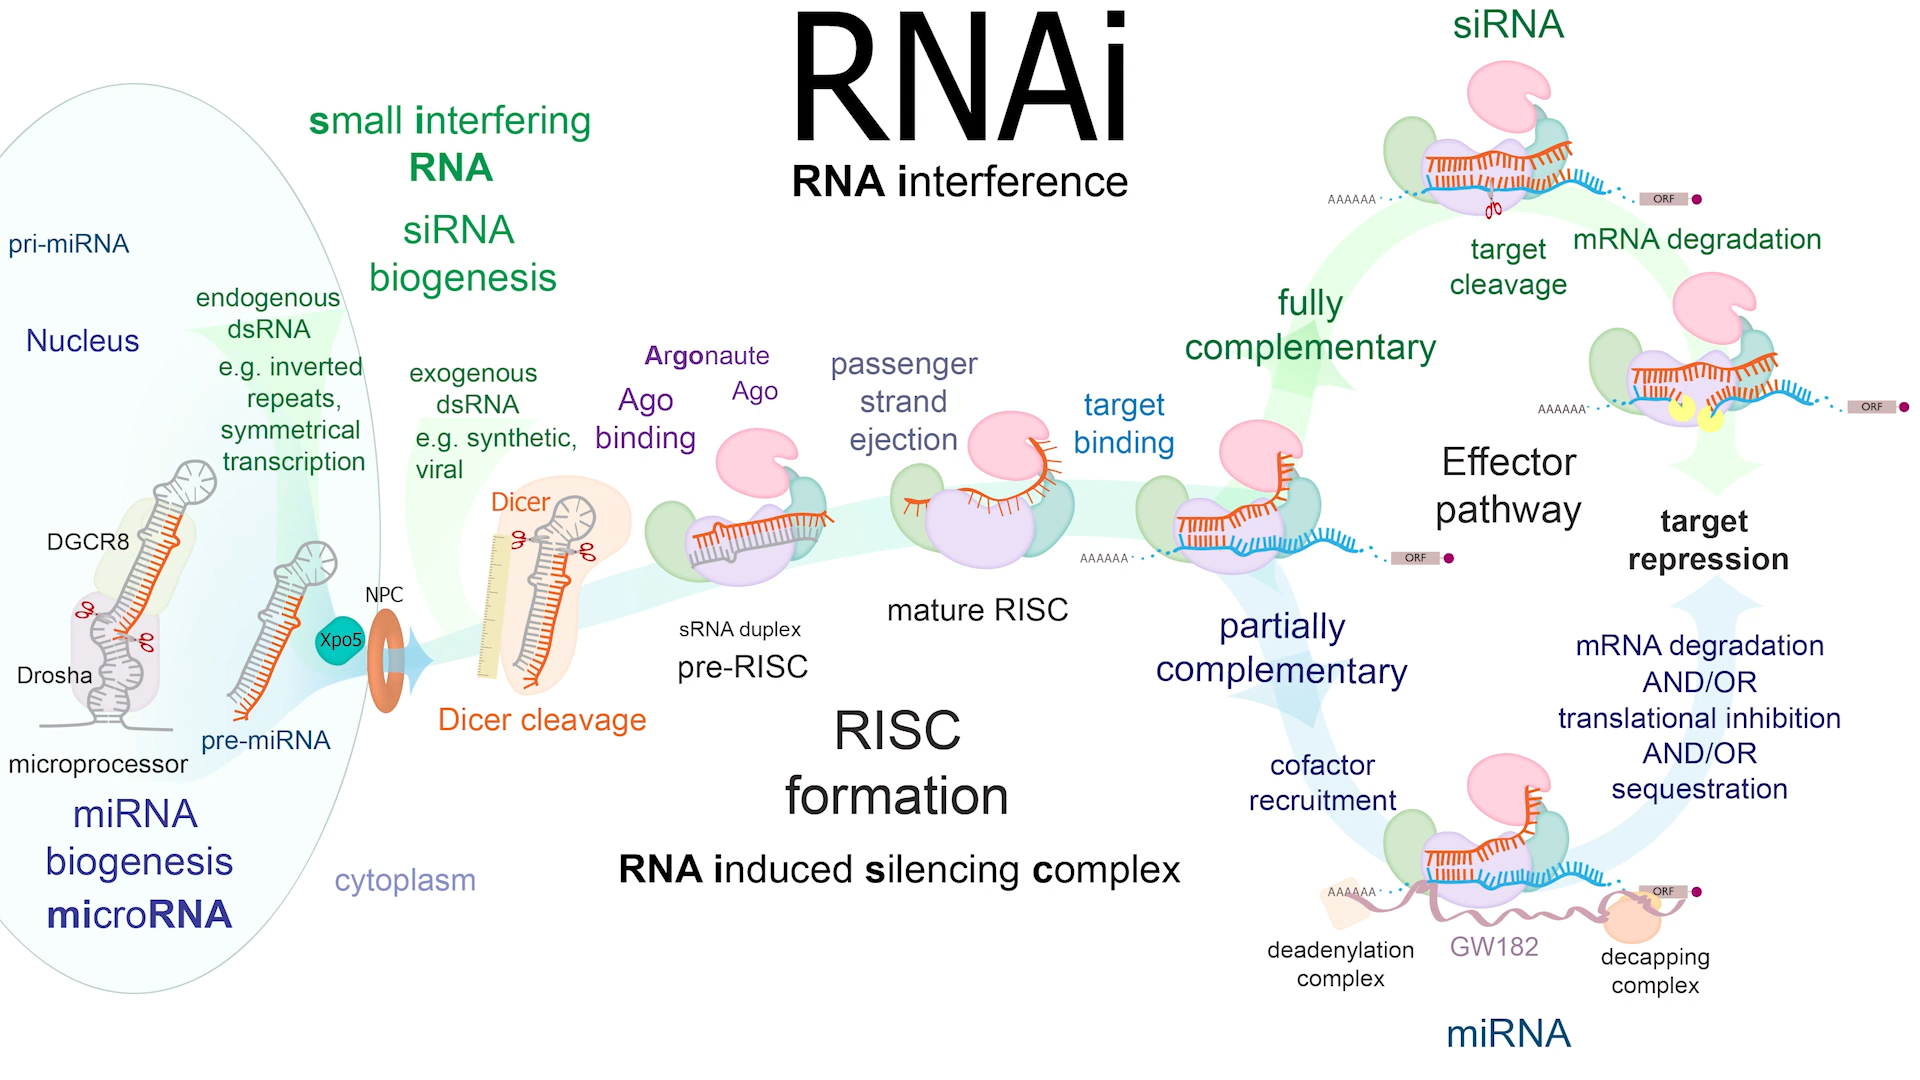 RNAi
RNA interference
small interfering
RNA
siRNA
biogenesis
pri-miRNA
Nucleus
endogenous
dsRNA
e.g. inverted
repeats,
symmetrical
transcription
exogenous
dsRNA
e.g. synthetic,
viral
DGCR8
Drosha
microprocessor
pre-miRNA
Xpo5
NPC
miRNA
biogenesis
microRNA
cytoplasm
Dicer
Dicer cleavage
Argonaute
Ago
Ago
binding
sRNA duplex
pre-RISC
passenger
strand
ejection
mature RISC
RISC
formation
RNA induced silencing complex
target
binding
AAAAAA
ORF
fully
complementary
siRNA
AAAAAA
ORF
target
cleavage
mRNA degradation
AAAAAA
ORF
Effector
pathway
target
repression
partially
complementary
cofactor
recruitment
mRNA degradation
AND/OR
translational inhibition
AND/OR
sequestration
AAAAAA
ORF
deadenylation
complex
GW182
decapping
complex
miRNA